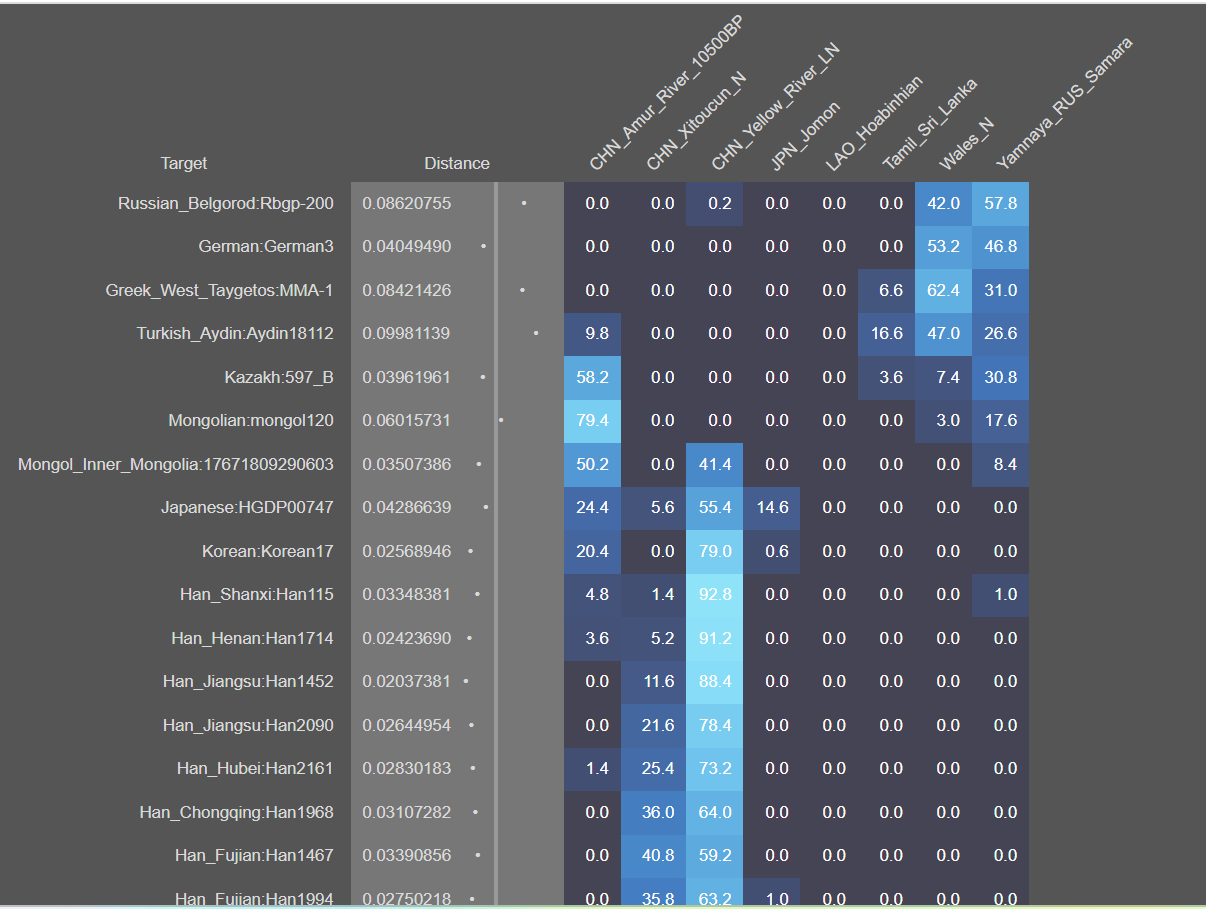 Target Distance CHN_Amur_River_10500BP CHN_Xitoucun_N CHN_Yellow_River_LN JPN_Jomon LAO_Hoabinhian Tamil_Sri_Lanka Wales_N Yamnaya_RUS_Samara
Russian_Belgorod:Rbgp-200 0.08620755 0.0 0.0 0.2 0.0 0.0 0.0 42.0 57.8
German:German3 0.04049490 0.0 0.0 0.0 0.0 0.0 0.0 53.2 46.8
Greek_West_Taygetos:MMA-1 0.08421426 0.0 0.0 0.0 0.0 0.0 6.6 62.4 31.0
Turkish_Aydin:Aydin18112 0.09981139 9.8 0.0 0.0 0.0 0.0 16.6 47.0 26.6
Kazakh:597_B 0.03961961 58.2 0.0 0.0 0.0 0.0 3.6 7.4 30.8
Mongolian:mongol120 0.06015731 79.4 0.0 0.0 0.0 0.0 0.0 3.0 17.6
Mongol_Inner_Mongolia:17671809290603 0.03507386 50.2 0.0 41.4 0.0 0.0 0.0 0.0 8.4
Japanese:HGDP00747 0.04286639 24.4 5.6 55.4 14.6 0.0 0.0 0.0 0.0
Korean:Korean17 0.02568946 20.4 0.0 79.0 0.6 0.0 0.0 0.0 0.0
Han_Shanxi:Han115 0.03348381 4.8 1.4 92.8 0.0 0.0 0.0 0.0 1.0
Han_Henan:Han1714 0.02423690 3.6 5.2 91.2 0.0 0.0 0.0 0.0 0.0
Han_Jiangsu:Han1452 0.02037381 0.0 11.6 88.4 0.0 0.0 0.0 0.0 0.0
Han_Jiangsu:Han2090 0.02644954 0.0 21.6 78.4 0.0 0.0 0.0 0.0 0.0
Han_Hubei:Han2161 0.02830183 1.4 25.4 73.2 0.0 0.0 0.0 0.0 0.0
Han_Chongqing:Han1968 0.03107282 0.0 36.0 64.0 0.0 0.0 0.0 0.0 0.0
Han_Fujian:Han1467 0.03390856 0.0 40.8 59.2 0.0 0.0 0.0 0.0 0.0
Han_Fujian:Han1994 0.02750218 0.0 35.8 63.2 1.0 0.0 0.0 0.0 0.0